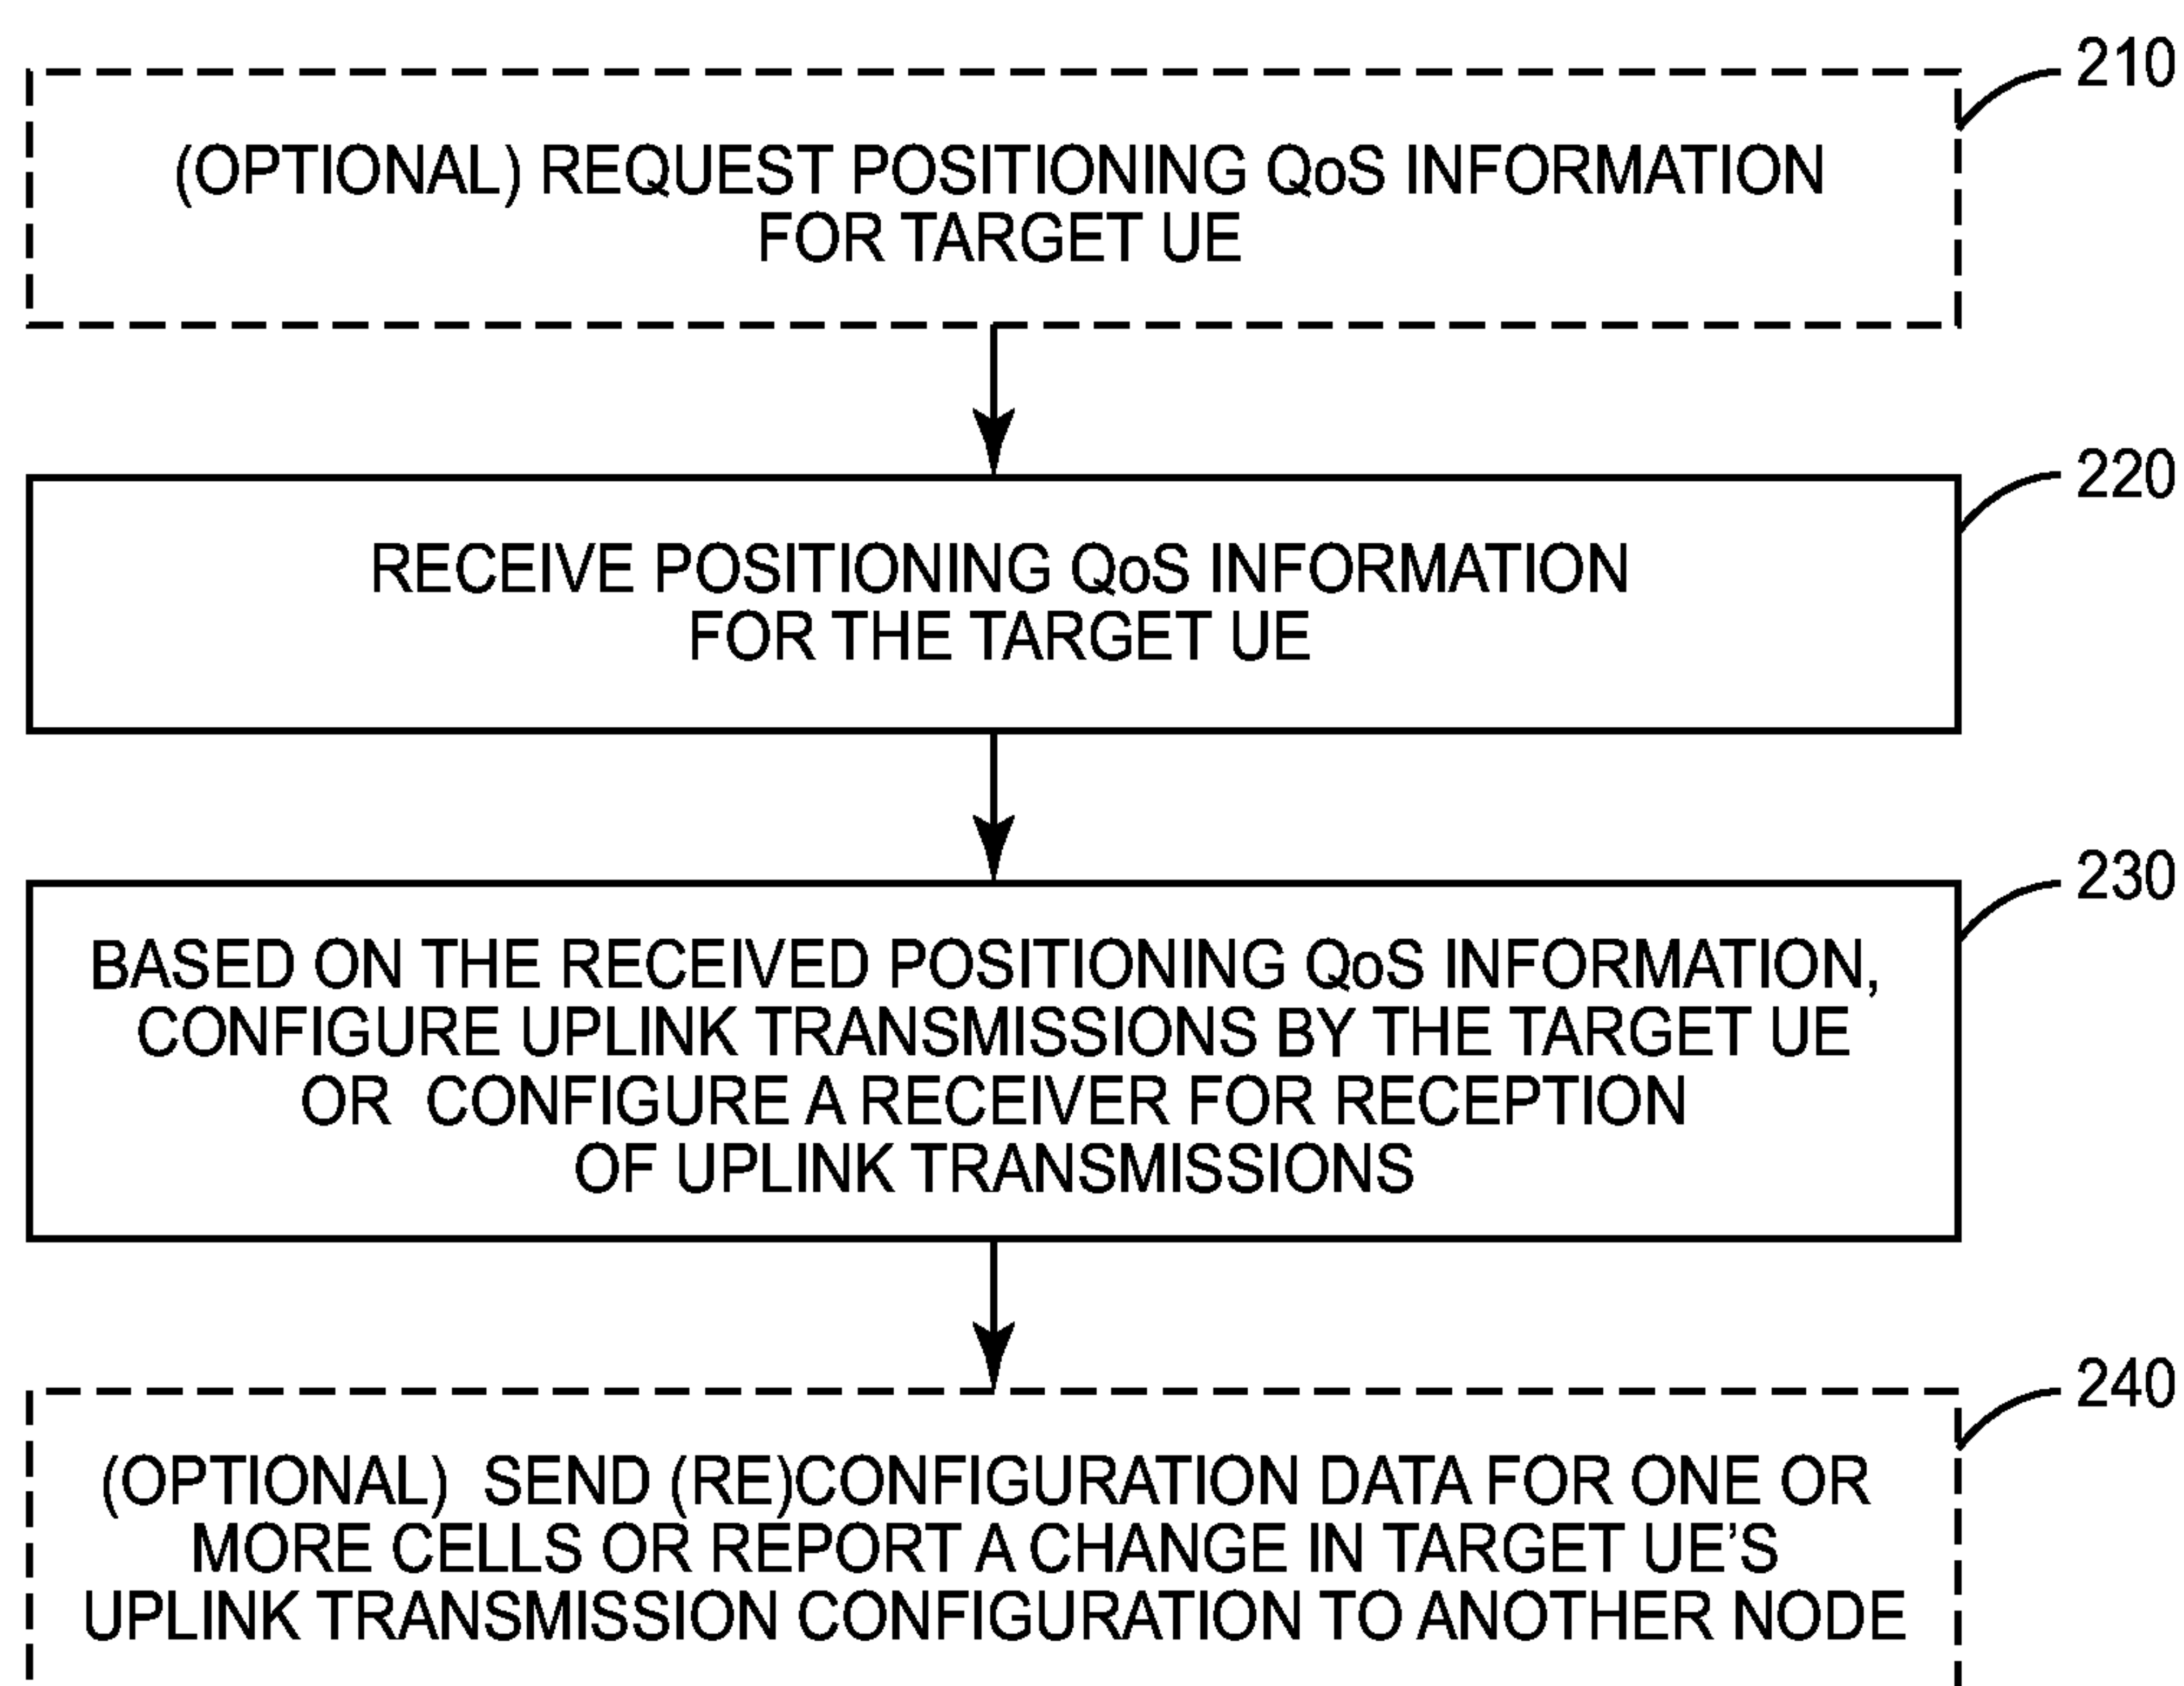 210
(OPTIONAL) REQUEST POSITIONING QoS INFORMATION
FOR TARGET UE
220
RECEIVE POSITIONING QoS INFORMATION
FOR THE TARGET UE
230
BASED ON THE RECEIVED POSITIONING QoS INFORMATION,
CONFIGURE UPLINK TRANSMISSIONS BY THE TARGET UE
OR CONFIGURE A RECEIVER FOR RECEPTION
OF UPLINK TRANSMISSIONS
240
(OPTIONAL) SEND (RE)CONFIGURATION DATA FOR ONE OR
MORE CELLS OR REPORT A CHANGE IN TARGET UE'S
UPLINK TRANSMISSION CONFIGURATION TO ANOTHER NODE